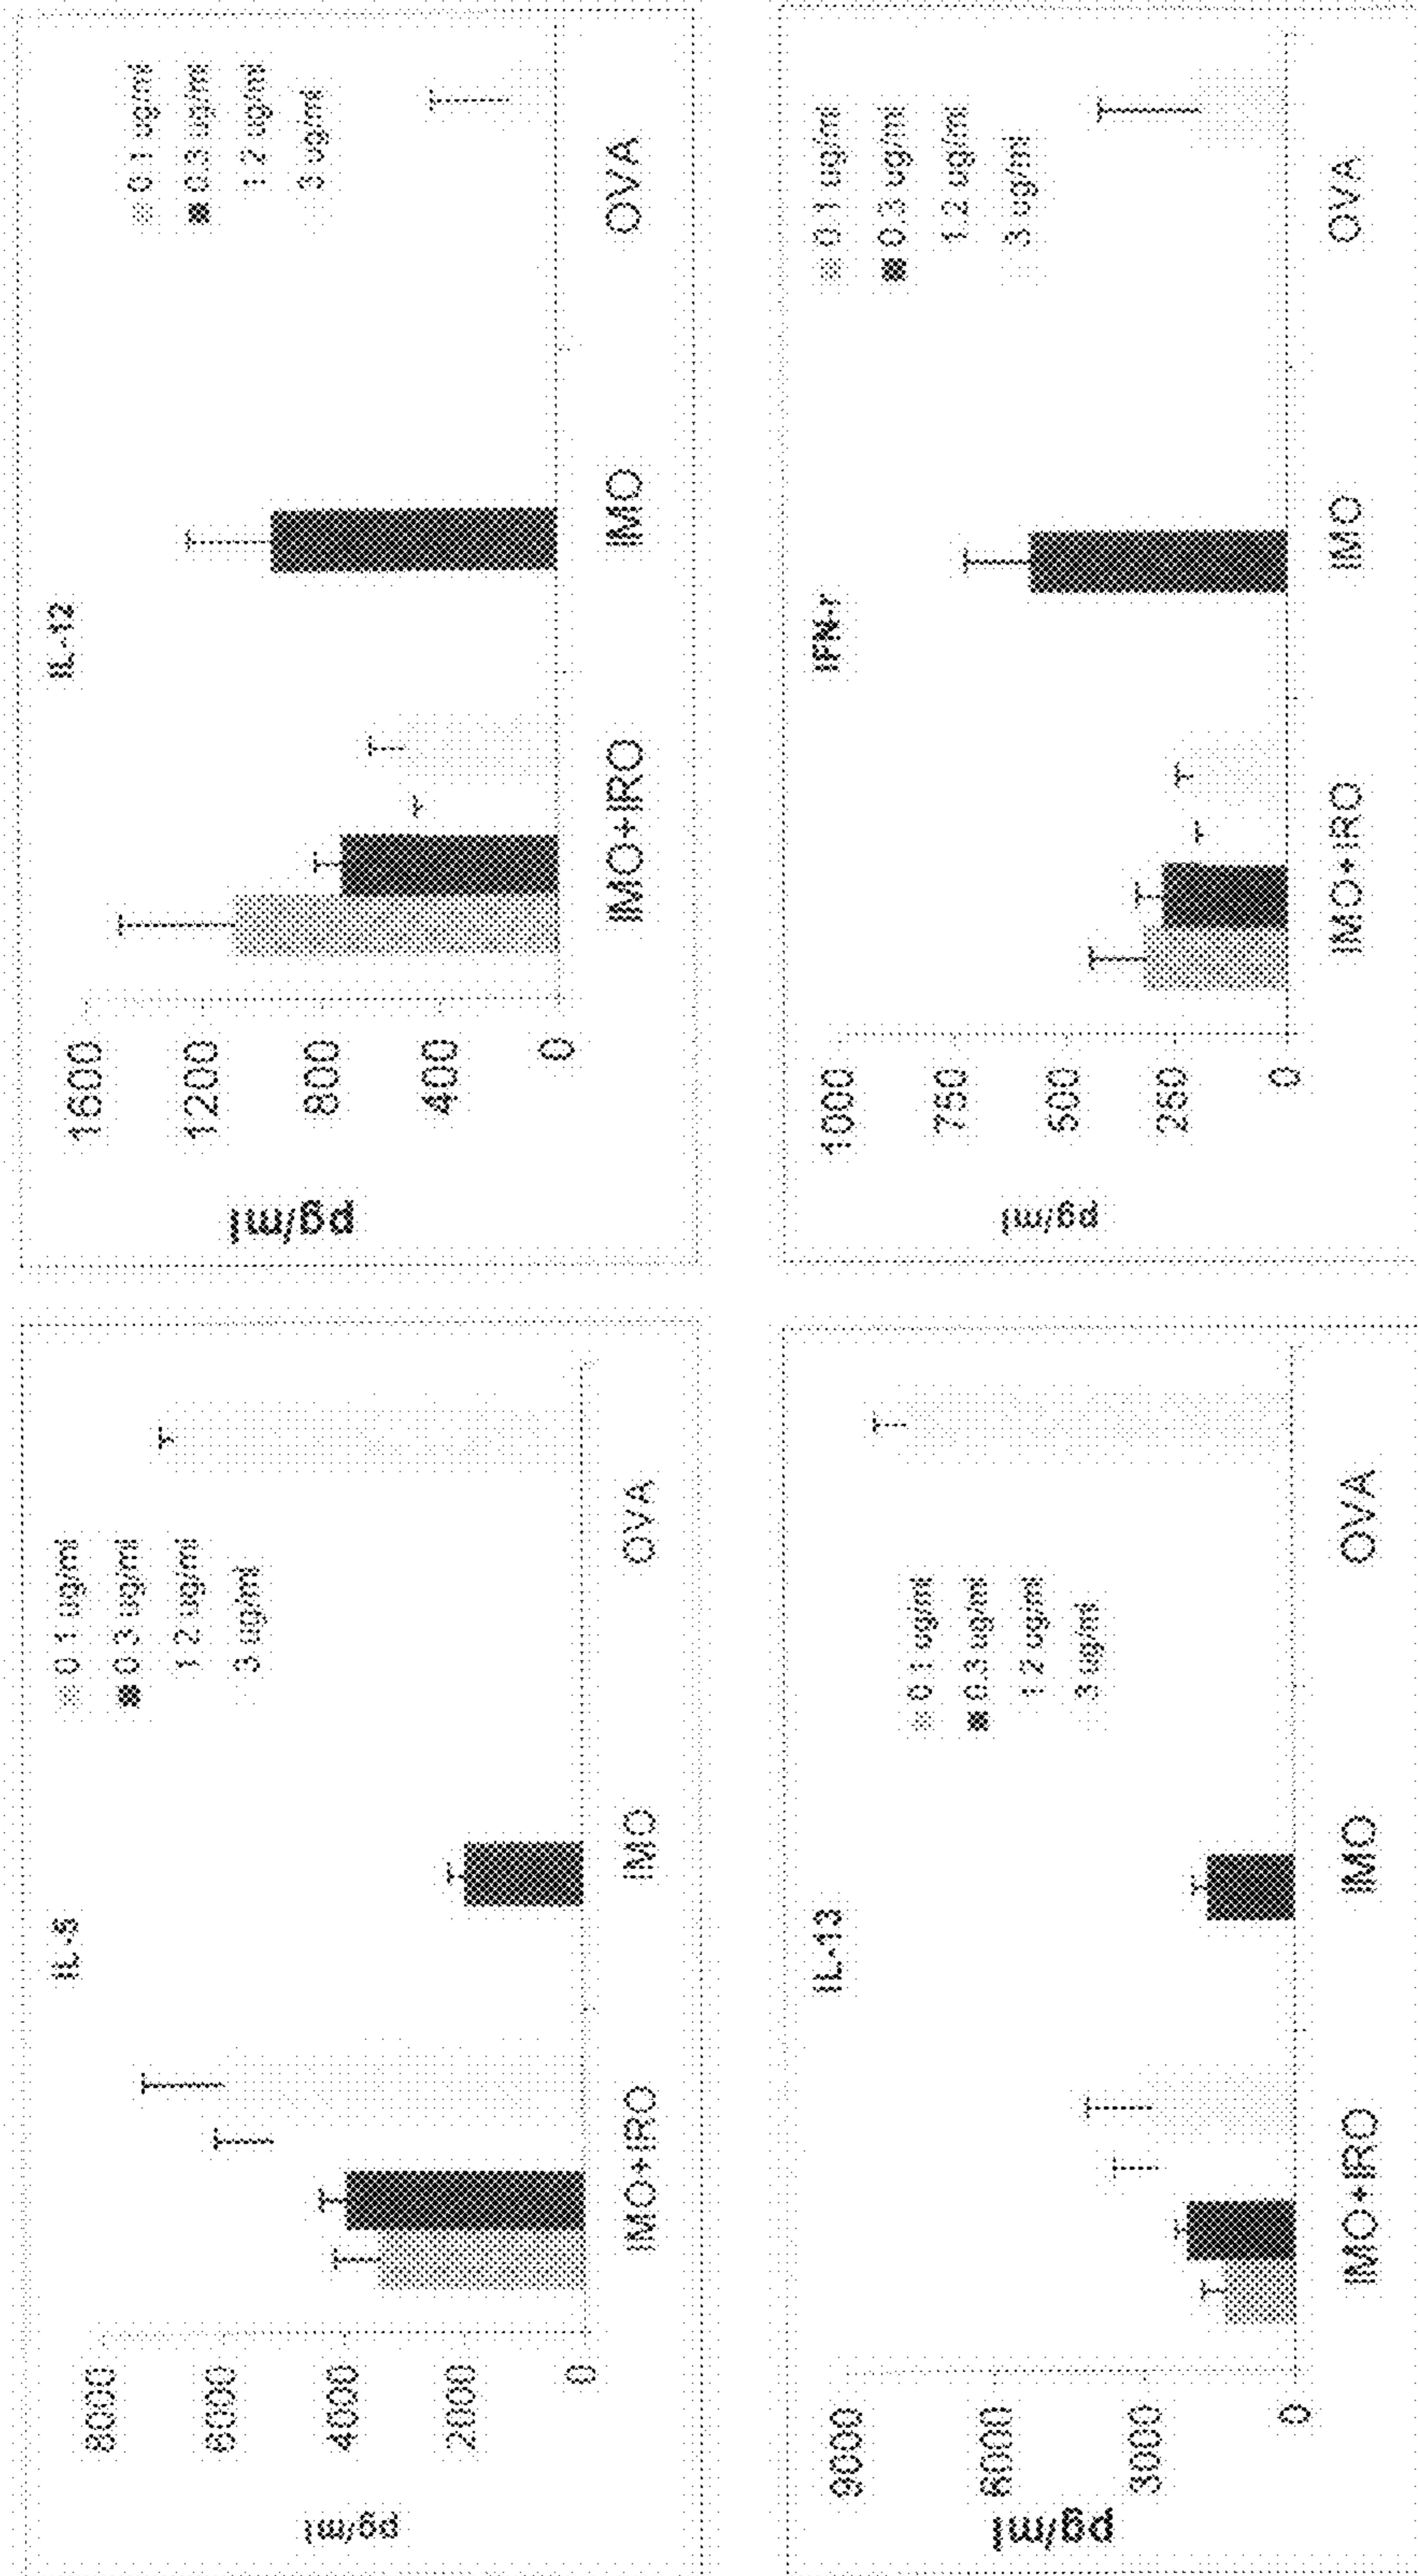 IL-5
8000
6000
4000
2000
0
pg/ml
0.1 ug/ml
0.3 ug/ml
1.2 ug/ml
3 ug/ml
IMO+IRO
IMO
OVA
IL-12
1600
1200
800
400
0
pg/ml
0.1 ug/ml
0.3 ug/ml
1.2 ug/ml
3 ug/ml
IMO+IRO
IMO
OVA
IL-13
9000
6000
3000
0
pg/ml
0.1 ug/ml
0.3 ug/ml
1.2 ug/ml
3 ug/ml
IMO+IRO
IMO
OVA
IFN-γ
1000
750
500
250
0
pg/ml
0.1 ug/ml
0.3 ug/ml
1.2 ug/ml
3 ug/ml
IMO+IRO
IMO
OVA